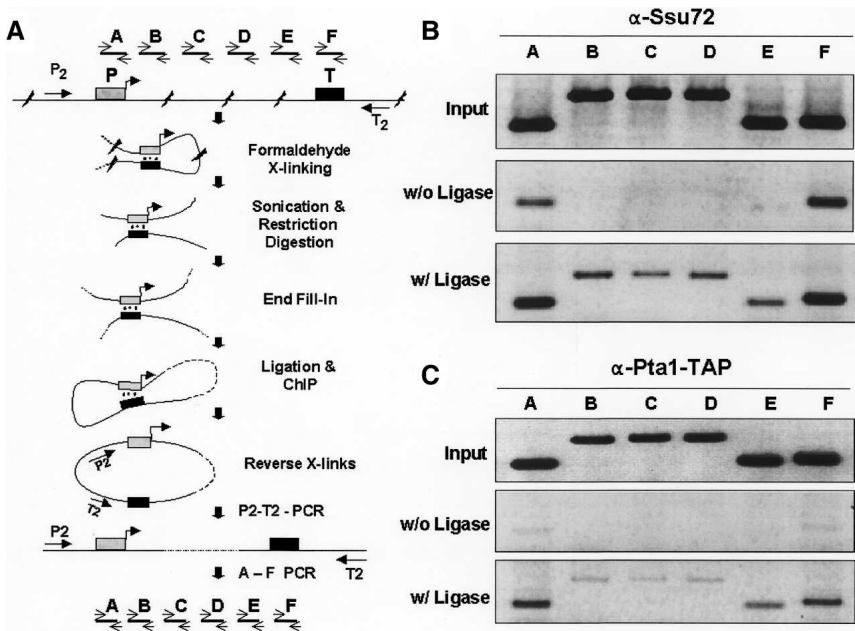 A
A B C D E F
P2 P T
T2
Formaldehyde
X-linking
Sonication &
Restriction
Digestion
End Fill-In
Ligation &
ChIP
P2
T2
Reverse X-links
P2-T2 - PCR
P2
T2
A – F PCR
A B C D E F
B
α-Ssu72
A B C D E F
Input
w/o Ligase
w/ Ligase
C
α-Pta1-TAP
A B C D E F
Input
w/o Ligase
w/ Ligase